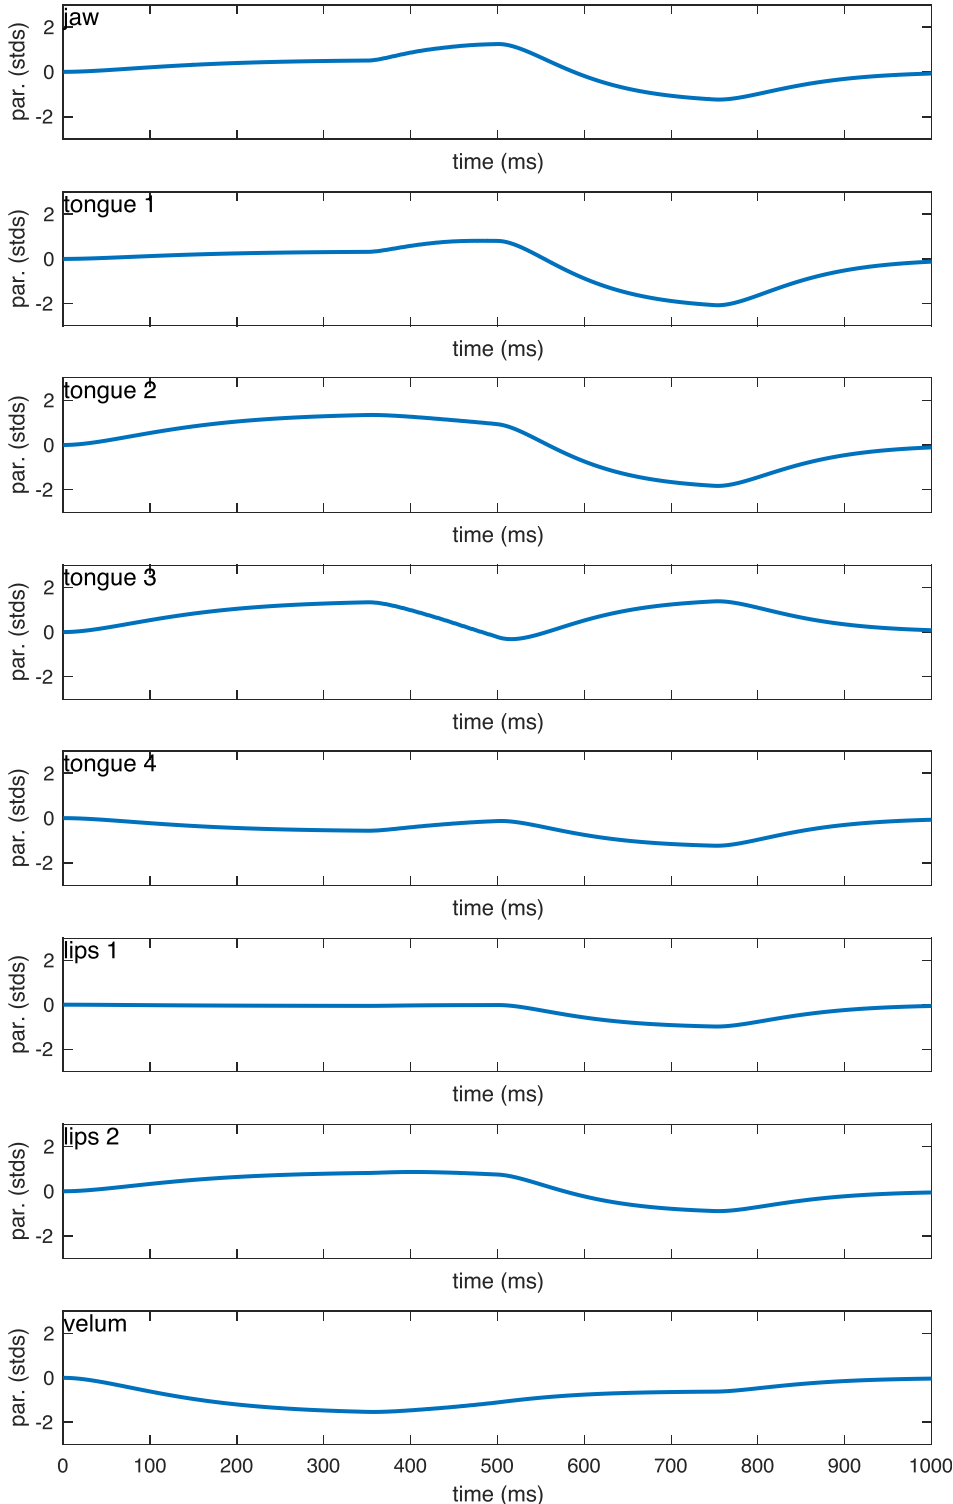 jaw
2
0
-2
par. (stds)
time (ms)
tongue 1
2
0
-2
par. (stds)
time (ms)
tongue 2
2
0
-2
par. (stds)
time (ms)
tongue 3
2
0
-2
par. (stds)
time (ms)
tongue 4
2
0
-2
par. (stds)
time (ms)
lips 1
2
0
-2
par. (stds)
time (ms)
lips 2
2
0
-2
par. (stds)
time (ms)
velum
2
0
-2
par. (stds)
0 100 200 300 400 500 600 700 800 900 1000
time (ms)